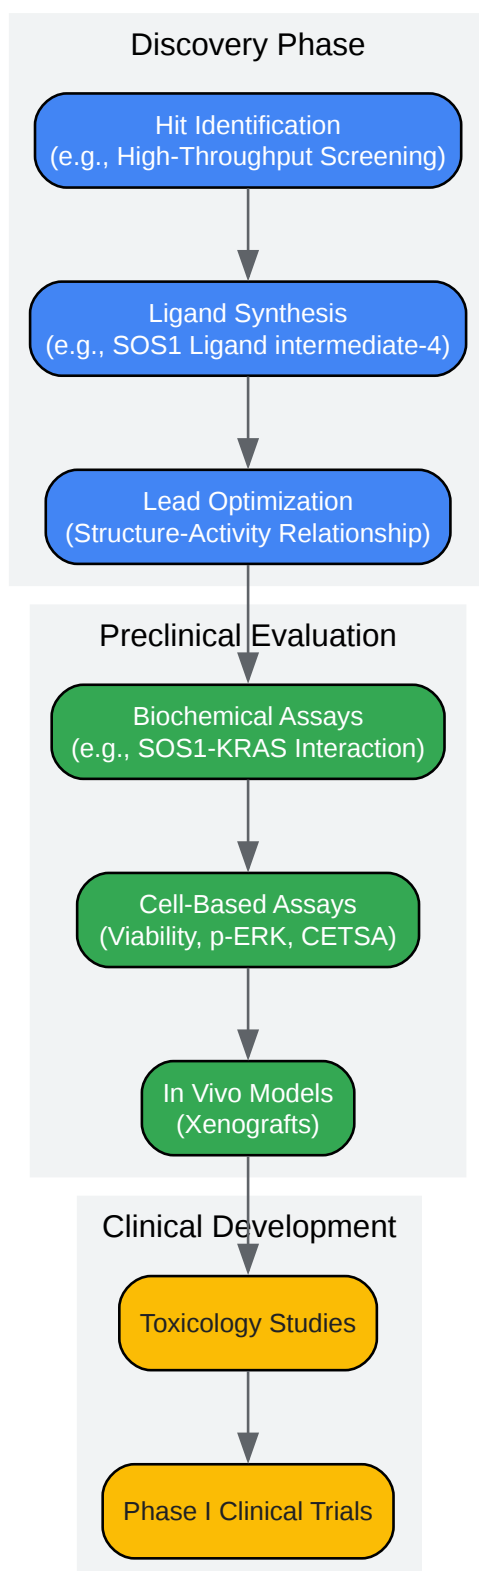 Discovery Phase
Hit Identification
(e.g., High-Throughput Screening)
Ligand Synthesis
(e.g., SOS1 Ligand intermediate-4)
Lead Optimization
(Structure-Activity Relationship)
Preclinical Evaluation
Biochemical Assays
(e.g., SOS1-KRAS Interaction)
Cell-Based Assays
(Viability, p-ERK, CETSA)
In Vivo Models
(Xenografts)
Clinical Development
Toxicology Studies
Phase I Clinical Trials